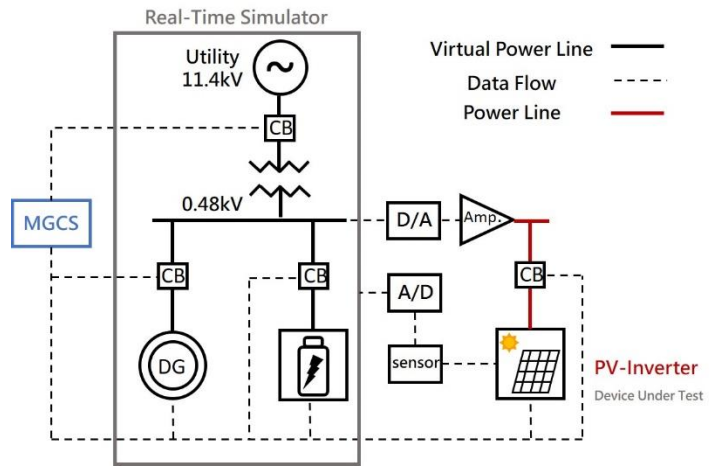 Real-Time Simulator
Utility
11.4kV
CB
0.48kV
MGCS
CB
CB
DG
D/A
Amp.
A/D
sensor
CB
PV-Inverter
Device Under Test
Virtual Power Line
Data Flow
Power Line